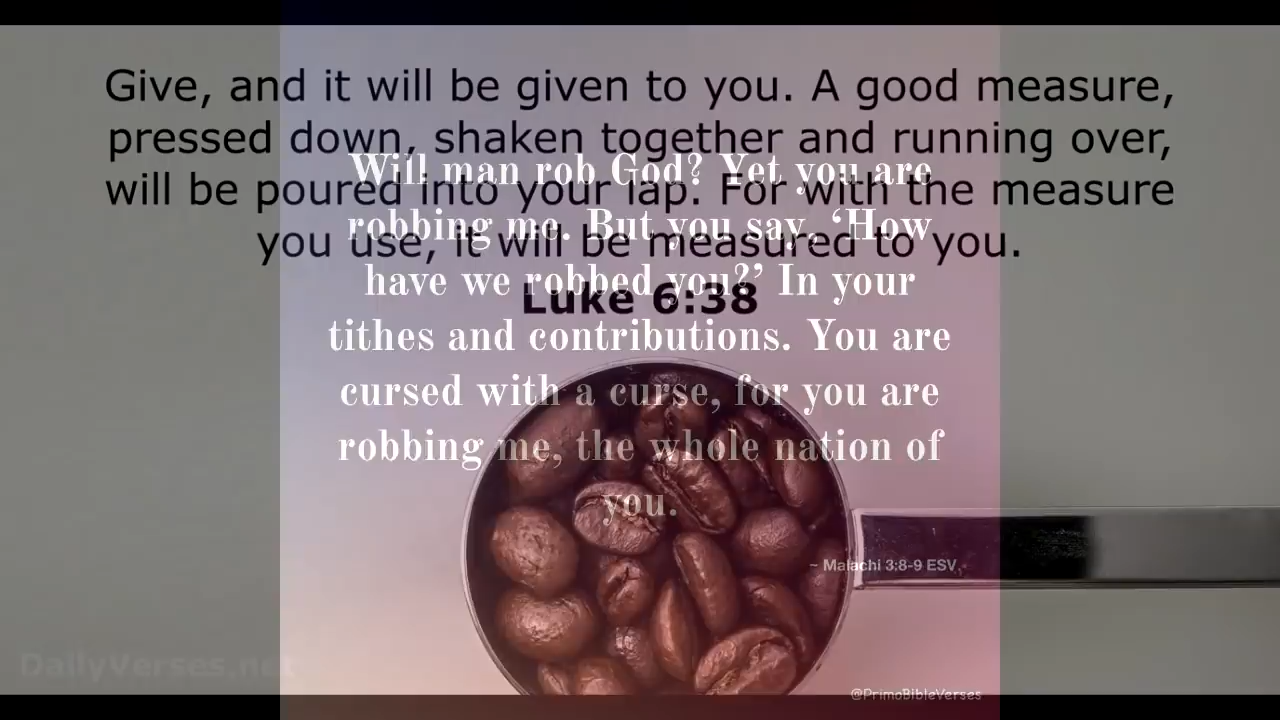 Give, and it will be given to you. A good measure,
pressed down, shaken together and running over,
will be poured into your lap. For with the measure
you use, it will be measured to you.
Luke 6:38
Will man rob God? Yet you are
robbing me. But you say, ‘How
have we robbed you?’ In your
tithes and contributions. You are
cursed with a curse, for you are
robbing me, the whole nation of
you.
~ Malachi 3:8-9 ESV
DailyVerses.net
@PrimoBibleVerses